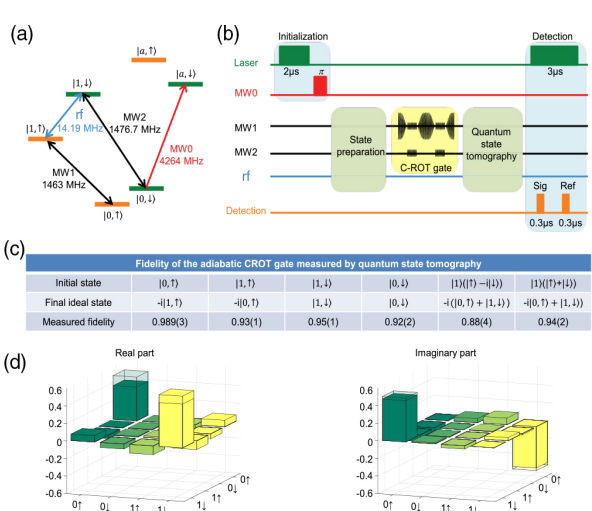 (a)
|a,↑⟩
|1,↓⟩
|a,↓⟩
rf
|1,↑⟩
14.19 MHz
MW2
1476.7 MHz
MW0
4264 MHz
MW1
1463 MHz
|0,↓⟩
|0,↑⟩
(b)
Initialization
Detection
Laser
2μs
3μs
π
MW0
MW1
MW2
State
preparation
C-ROT gate
Quantum
state
tomography
rf
Sig
Ref
Detection
0.3μs
0.3μs
(c)
Fidelity of the adiabatic CROT gate measured by quantum state tomography
Initial state |0,↑⟩ |1,↑⟩ |1,↓⟩ |0,↓⟩ |1⟩(|↑⟩ −i|↓⟩) |1⟩(|↑⟩+|↓⟩)
Final ideal state -i|1,↑⟩ -i|0,↑⟩ |1,↓⟩ |0,↓⟩ -i(|0,↑⟩ + |1,↓⟩) -i|0,↑⟩ + |1,↓⟩)
Measured fidelity 0.989(3) 0.93(1) 0.95(1) 0.92(2) 0.88(4) 0.94(2)
(d)
Real part
Imaginary part
0.6
0.4
0.2
0
-0.2
-0.4
-0.6
0↑ 0↓ 1↑ 1↓
1↓ 1↑ 0↓ 0↑
0.6
0.4
0.2
0
-0.2
-0.4
-0.6
0↑ 0↓ 1↑ 1↓
1↓ 1↑ 0↓ 0↑